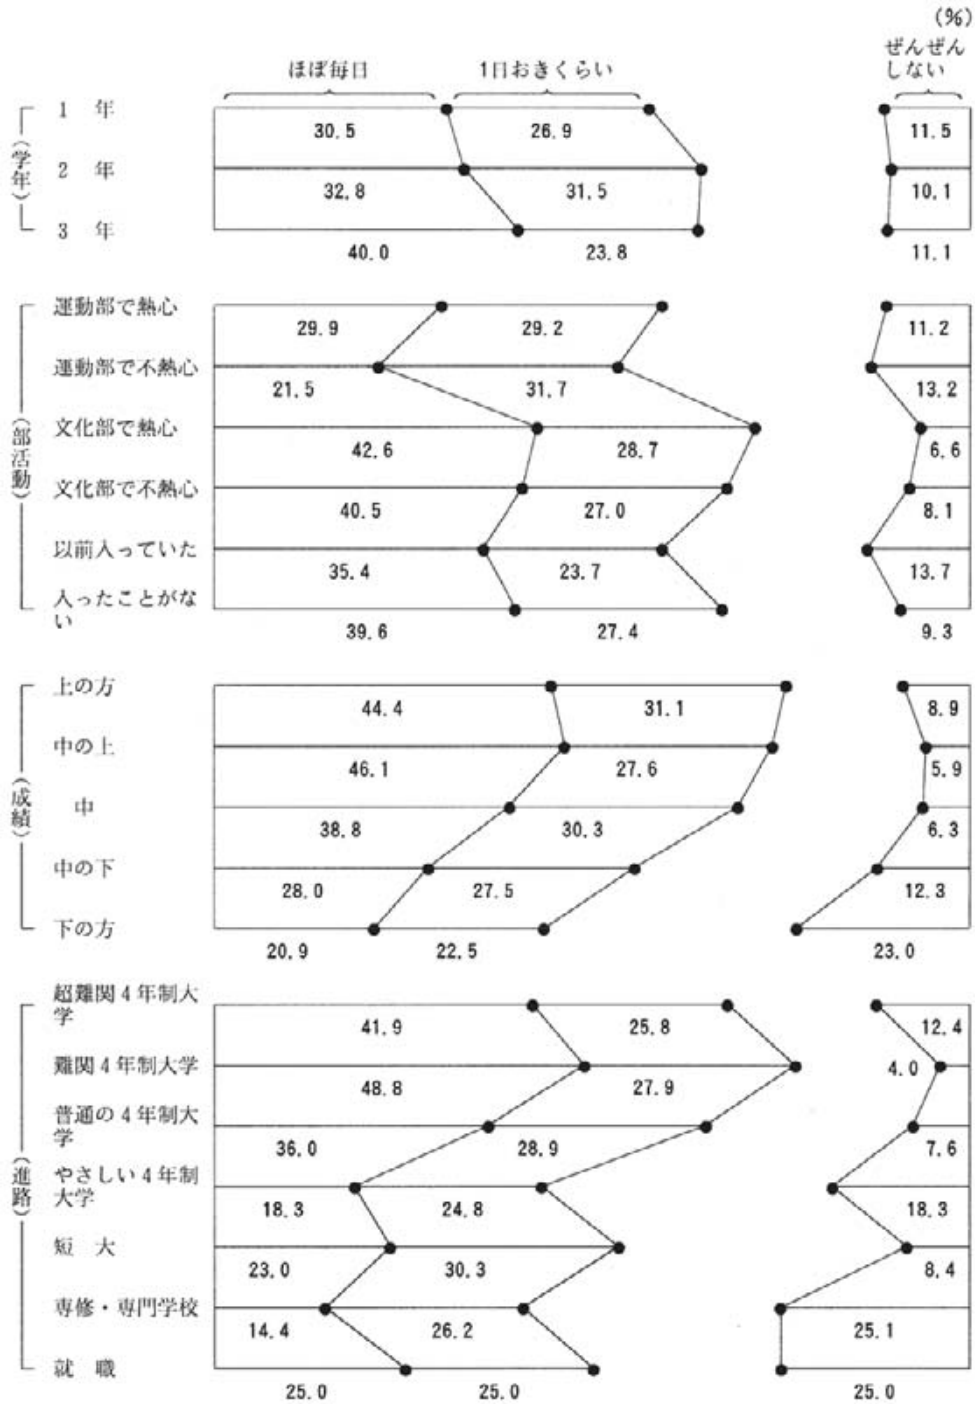 (%)
ほぼ毎日 1日おきくらい ぜんぜん
しない
(学年)
1 年 30.5 26.9 11.5
2 年 32.8 31.5 10.1
3 年 40.0 23.8 11.1
(部活動)
運動部で熱心 29.9 29.2 11.2
運動部で不熱心 21.5 31.7 13.2
文化部で熱心 42.6 28.7 6.6
文化部で不熱心 40.5 27.0 8.1
以前入っていた 35.4 23.7 13.7
入ったことがな
い 39.6 27.4 9.3
(成績)
上の方 44.4 31.1 8.9
中の上 46.1 27.6 5.9
中 38.8 30.3 6.3
中の下 28.0 27.5 12.3
下の方 20.9 22.5 23.0
(進路)
超難関4年制大
学 41.9 25.8 12.4
難関4年制大学 48.8 27.9 4.0
普通の4年制大
学 36.0 28.9 7.6
やさしい4年制
大学 18.3 24.8 18.3
短 大 23.0 30.3 8.4
専修・専門学校 14.4 26.2 25.1
就 職 25.0 25.0 25.0